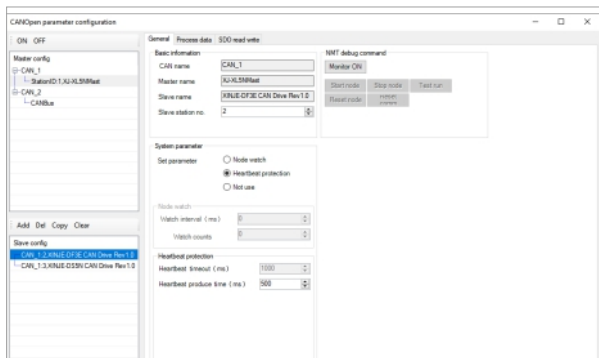 CANOpen parameter configuration
ON OFF
Master config
CAN_1
StationID:1,XJ-XL5NMast
CAN_2
CANBus
Add Del Copy Clear
Slave config
CAN_1:2,XINJE-DF3E CAN Drive Rev1.0
CAN_1:3,XINJE-DS5N CAN Drive Rev1.0
General Process data SDO read write
Basic information
CAN name CAN_1
Master name XJ-XL5NMast
Slave name XINJE-DF3E CAN Drive Rev1.0
Slave station no. 2
System parameter
Set parameter
Node watch
Heartbeat protection
Not use
Node watch
Watch interval (ms) 0
Watch counts 0
Heartbeat protection
Heartbeat timeout (ms) 1000
Heartbeat produce time (ms) 500
NMT debug command
Monitor ON
Start node Stop node Test run
Reset node